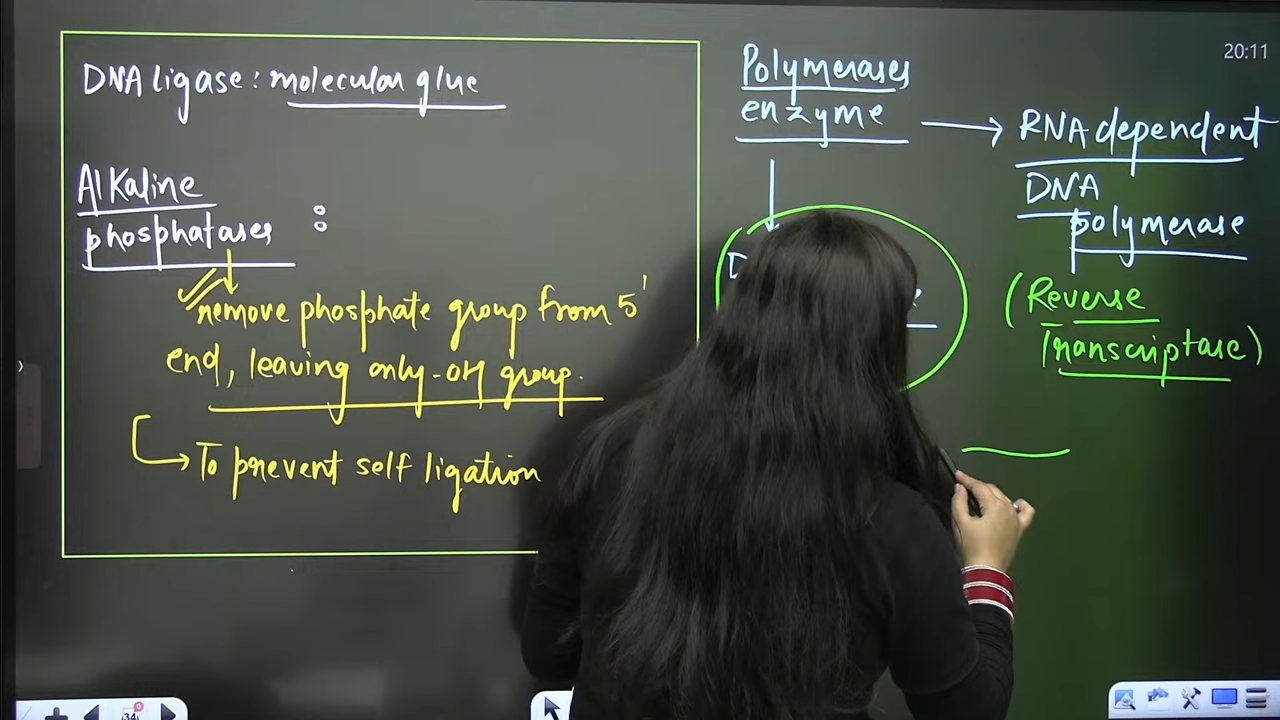 20:11
DNA ligase : molecular glue
Alkaline
phosphatases :
remove phosphate group from 5'
end, leaving only -OH group.
→ To prevent self ligation
Polymerases
enzyme → RNA dependent
DNA
polymerase
(Reverse
Transcriptase)
34